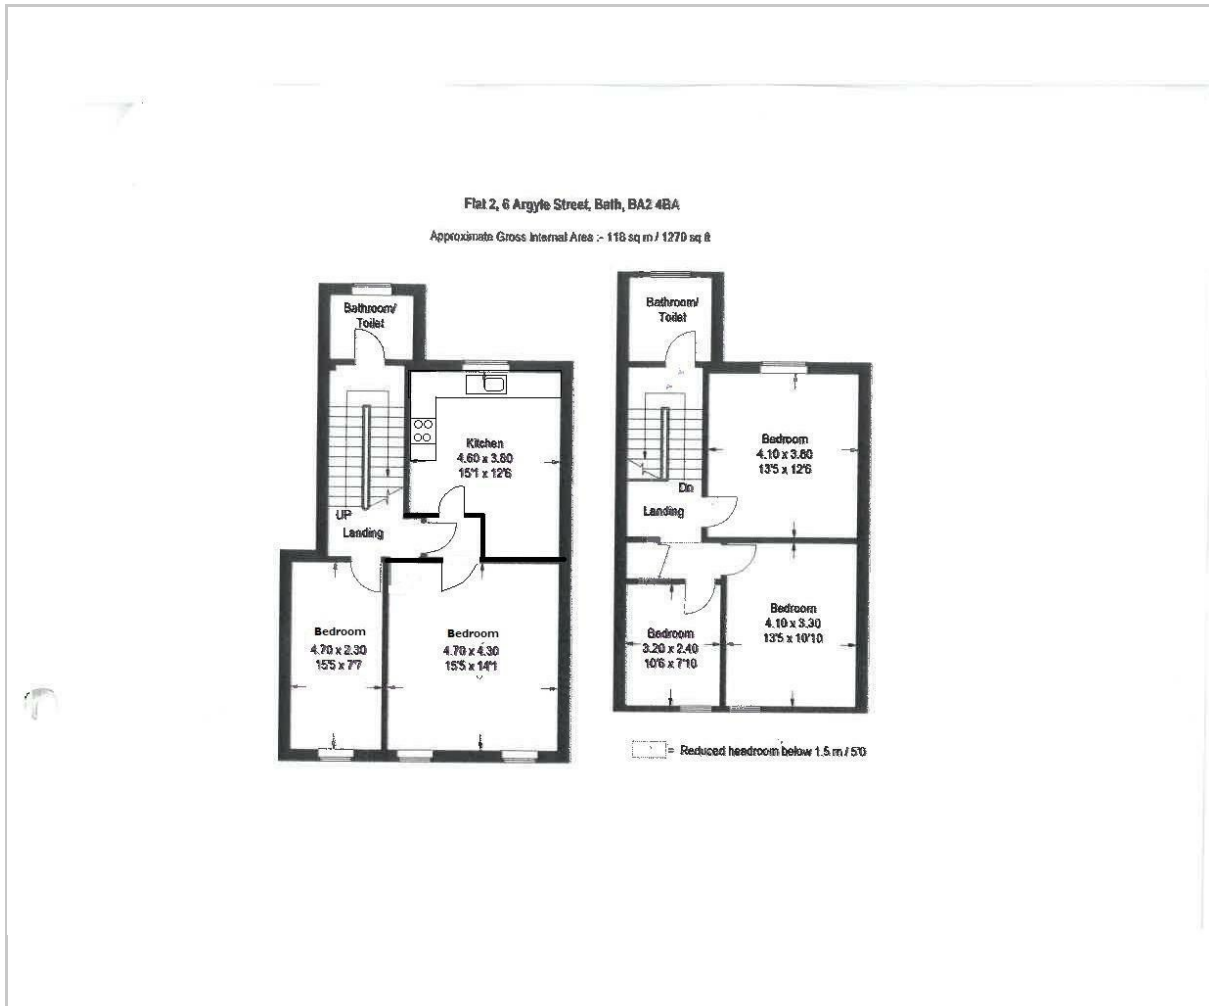 Flat 2, 6 Argyle Street, Bath, BA2 4BA
Approximate Gross Internal Area :- 118 sq m / 1270 sq ft
Bathroom/
Toilet
Kitchen
4.60 x 3.80
15'1 x 12'6
UP
Landing
Bedroom
4.70 x 2.30
15'5 x 7'7
Bedroom
4.70 x 4.30
15'5 x 14'1
Bathroom/
Toilet
Bedroom
4.10 x 3.80
13'5 x 12'6
Dn
Landing
Bedroom
3.20 x 2.40
10'6 x 7'10
Bedroom
4.10 x 3.30
13'5 x 10'10
= Reduced headroom below 1.5 m / 5'0